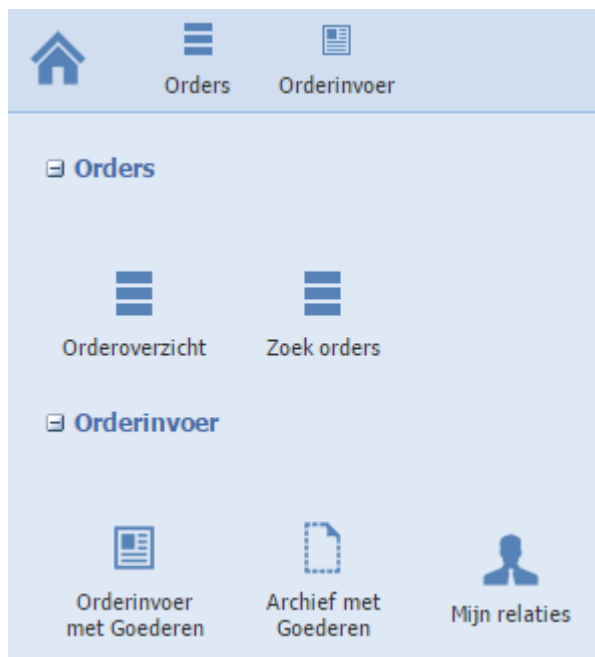 Orders Orderinvoer
Orders
Orderoverzicht Zoek orders
Orderinvoer
Orderinvoer
met Goederen
Archief met
Goederen
Mijn relaties